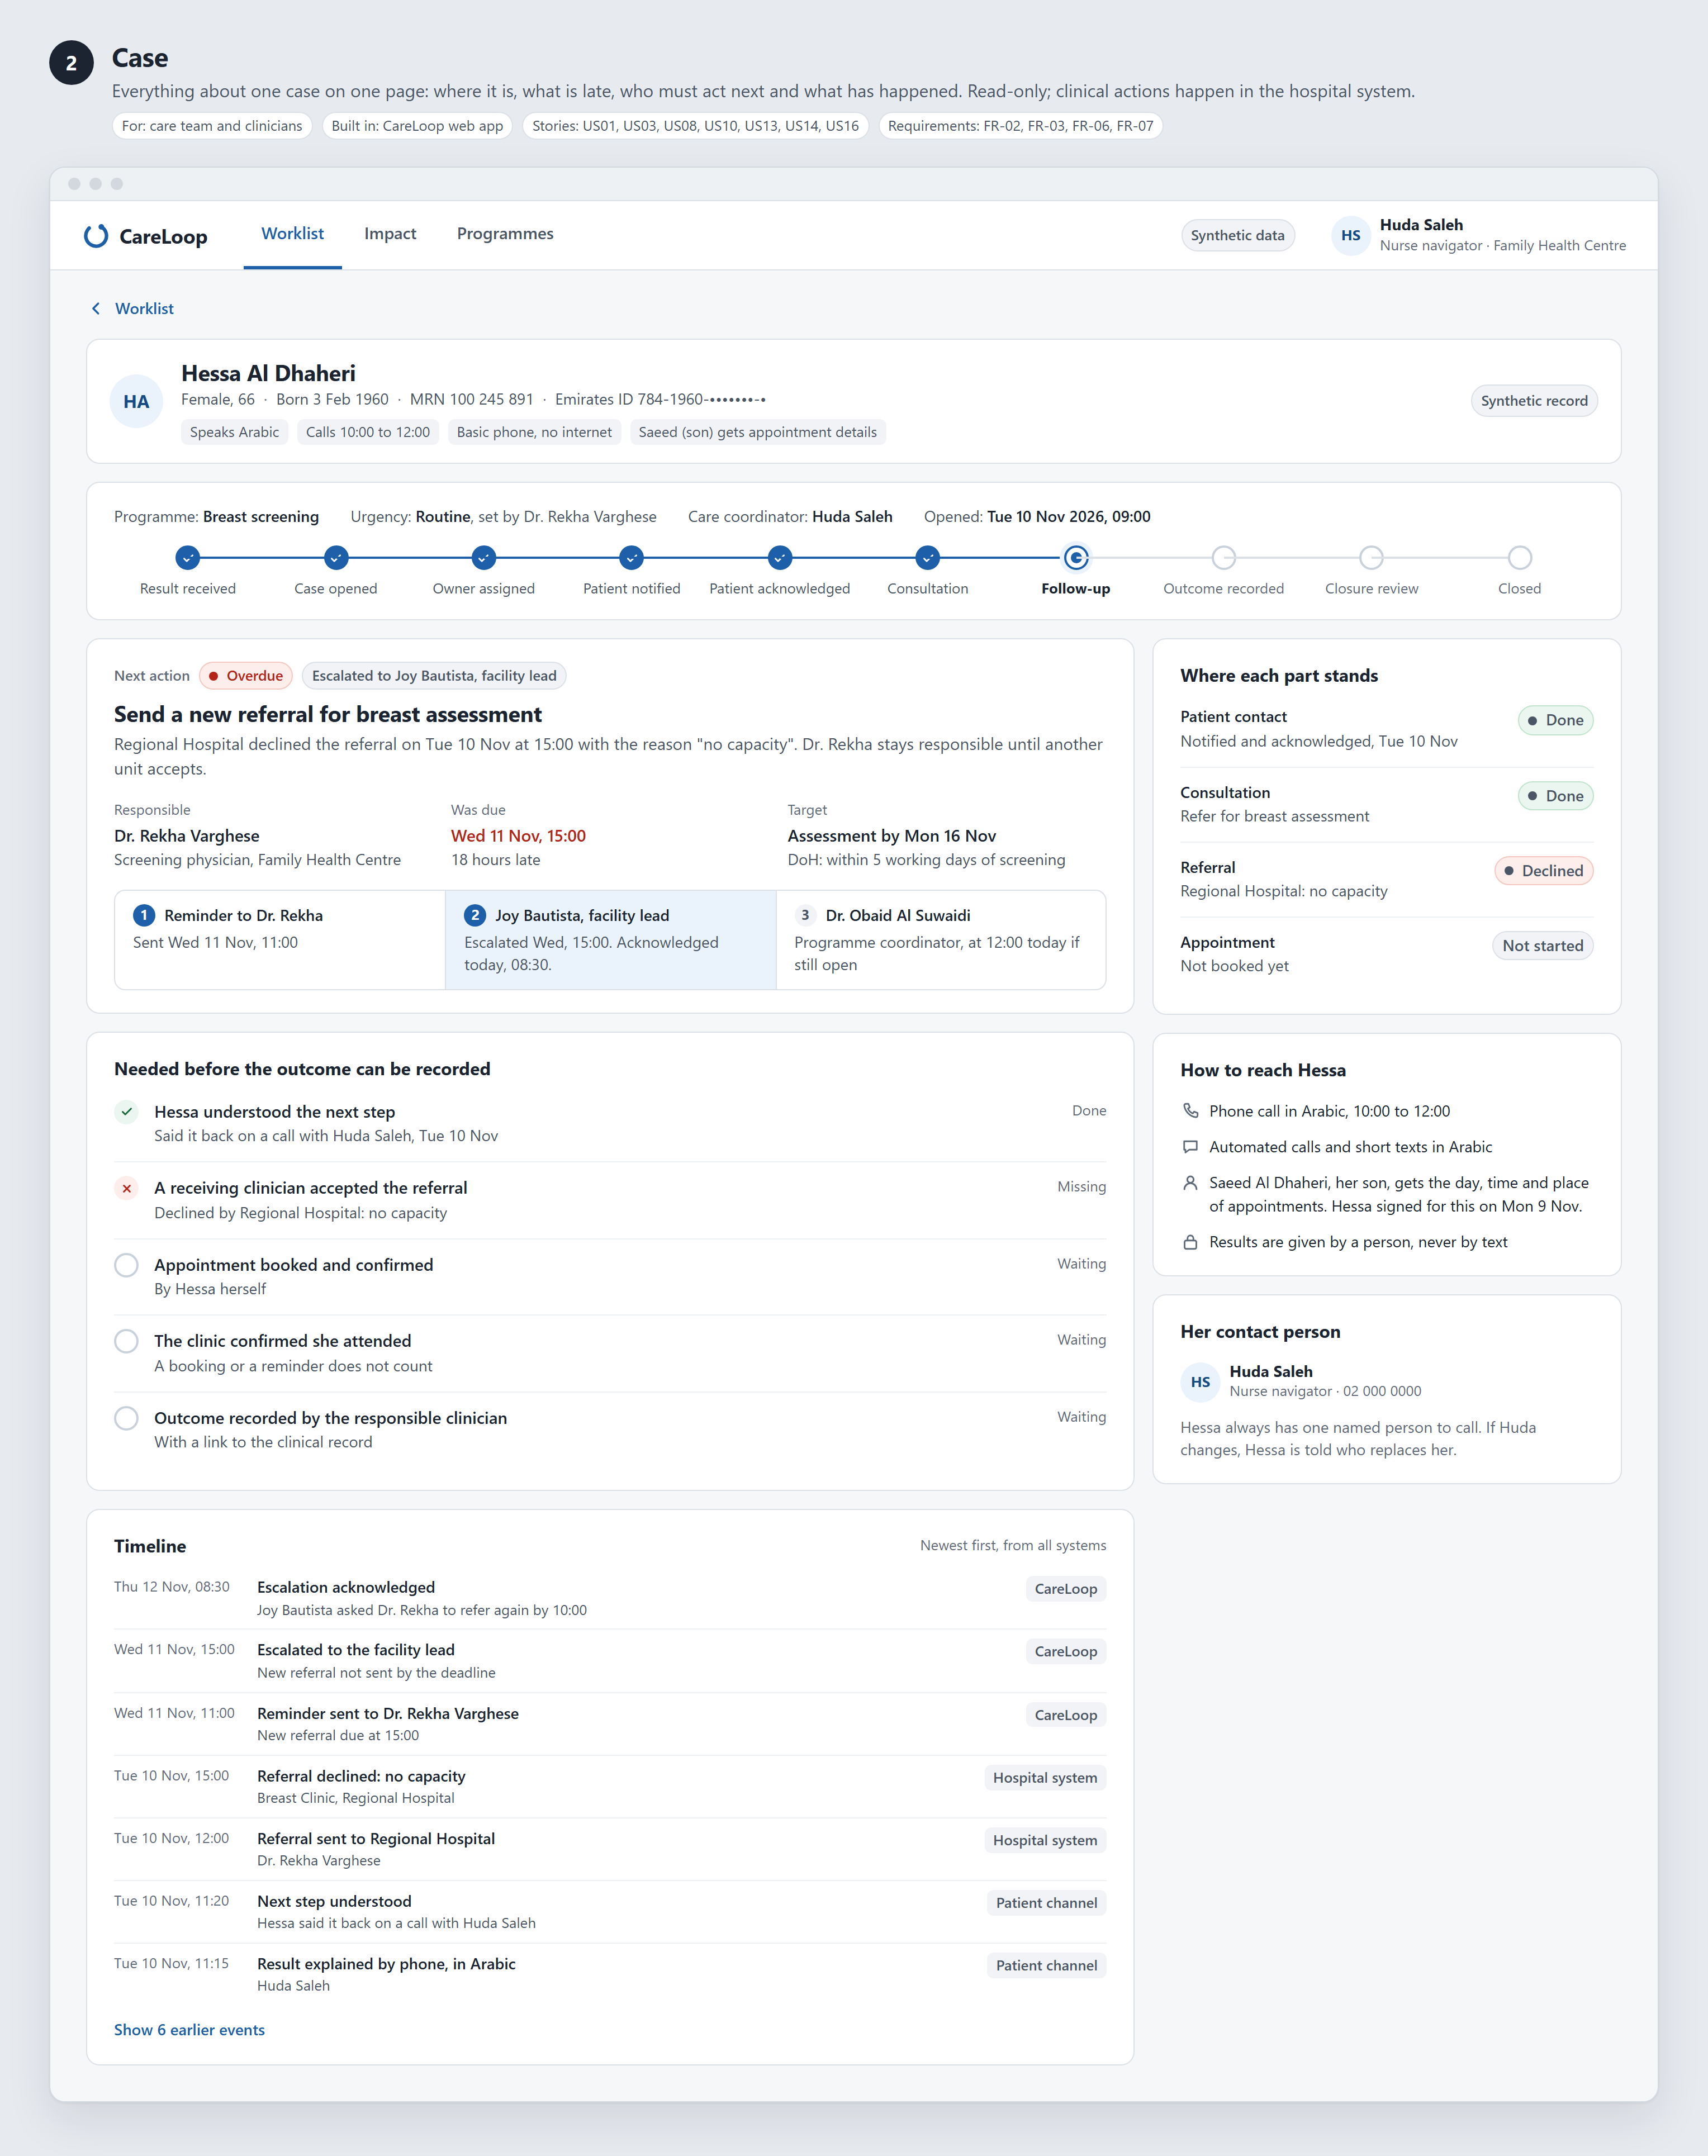 2
Case
Everything about one case on one page: where it is, what is late, who must act next and what has happened. Read-only; clinical actions happen in the hospital system.
For: care team and clinicians
Built in: CareLoop web app
Stories: US01, US03, US08, US10, US13, US14, US16
Requirements: FR-02, FR-03, FR-06, FR-07
CareLoop
Worklist
Impact
Programmes
Synthetic data
HS
Huda Saleh
Nurse navigator · Family Health Centre
Worklist
HA
Hessa Al Dhaheri
Female, 66 · Born 3 Feb 1960 · MRN 100 245 891 · Emirates ID 784-1960-•••••••-•
Speaks Arabic
Calls 10:00 to 12:00
Basic phone, no internet
Saeed (son) gets appointment details
Synthetic record
Programme: Breast screening
Urgency: Routine, set by Dr. Rekha Varghese
Care coordinator: Huda Saleh
Opened: Tue 10 Nov 2026, 09:00
Result received
Case opened
Owner assigned
Patient notified
Patient acknowledged
Consultation
Follow-up
Outcome recorded
Closure review
Closed
Next action
Overdue
Escalated to Joy Bautista, facility lead
Send a new referral for breast assessment
Regional Hospital declined the referral on Tue 10 Nov at 15:00 with the reason "no capacity". Dr. Rekha stays responsible until another
unit accepts.
Responsible
Dr. Rekha Varghese
Screening physician, Family Health Centre
Was due
Wed 11 Nov, 15:00
18 hours late
Target
Assessment by Mon 16 Nov
DoH: within 5 working days of screening
1
Reminder to Dr. Rekha
Sent Wed 11 Nov, 11:00
2
Joy Bautista, facility lead
Escalated Wed, 15:00. Acknowledged
today, 08:30.
3
Dr. Obaid Al Suwaidi
Programme coordinator, at 12:00 today if
still open
Where each part stands
Patient contact
Notified and acknowledged, Tue 10 Nov
Done
Consultation
Refer for breast assessment
Done
Referral
Regional Hospital: no capacity
Declined
Appointment
Not booked yet
Not started
Needed before the outcome can be recorded
Hessa understood the next step
Said it back on a call with Huda Saleh, Tue 10 Nov
Done
A receiving clinician accepted the referral
Declined by Regional Hospital: no capacity
Missing
Appointment booked and confirmed
By Hessa herself
Waiting
The clinic confirmed she attended
A booking or a reminder does not count
Waiting
Outcome recorded by the responsible clinician
With a link to the clinical record
Waiting
How to reach Hessa
Phone call in Arabic, 10:00 to 12:00
Automated calls and short texts in Arabic
Saeed Al Dhaheri, her son, gets the day, time and place
of appointments. Hessa signed for this on Mon 9 Nov.
Results are given by a person, never by text
Her contact person
HS
Huda Saleh
Nurse navigator · 02 000 0000
Hessa always has one named person to call. If Huda
changes, Hessa is told who replaces her.
Timeline
Newest first, from all systems
Thu 12 Nov, 08:30
Escalation acknowledged
Joy Bautista asked Dr. Rekha to refer again by 10:00
CareLoop
Wed 11 Nov, 15:00
Escalated to the facility lead
New referral not sent by the deadline
CareLoop
Wed 11 Nov, 11:00
Reminder sent to Dr. Rekha Varghese
New referral due at 15:00
CareLoop
Tue 10 Nov, 15:00
Referral declined: no capacity
Breast Clinic, Regional Hospital
Hospital system
Tue 10 Nov, 12:00
Referral sent to Regional Hospital
Dr. Rekha Varghese
Hospital system
Tue 10 Nov, 11:20
Next step understood
Hessa said it back on a call with Huda Saleh
Patient channel
Tue 10 Nov, 11:15
Result explained by phone, in Arabic
Huda Saleh
Patient channel
Show 6 earlier events